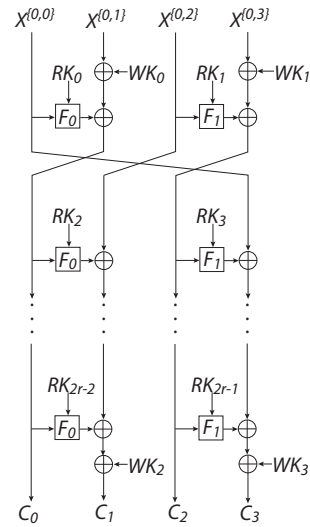 X^{0,0} X^{0,1} X^{0,2} X^{0,3}
RK_0 WK_0 RK_1 WK_1
F_0 F_1
RK_2 RK_3
F_0 F_1
RK_{2r-2} RK_{2r-1}
F_0 F_1
WK_2 WK_3
C_0 C_1 C_2 C_3